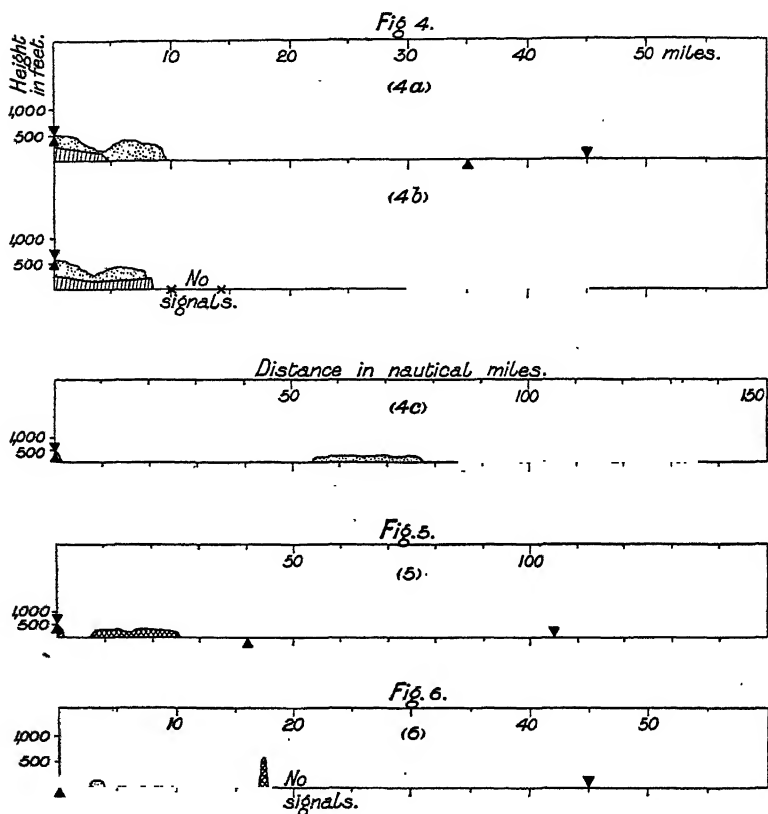 Fig 4.
Height in feet.
10 20 30 40 50 miles.
(4a)
1,000
500
(4b)
1,000
500
No
signals.
Distance in nautical miles.
50 100 150
(4c)
1,000
500
Fig.5.
50 100
(5)
1,000
500
Fig.6.
10 20 30 40 50
(6)
1,000
500
No
signals.